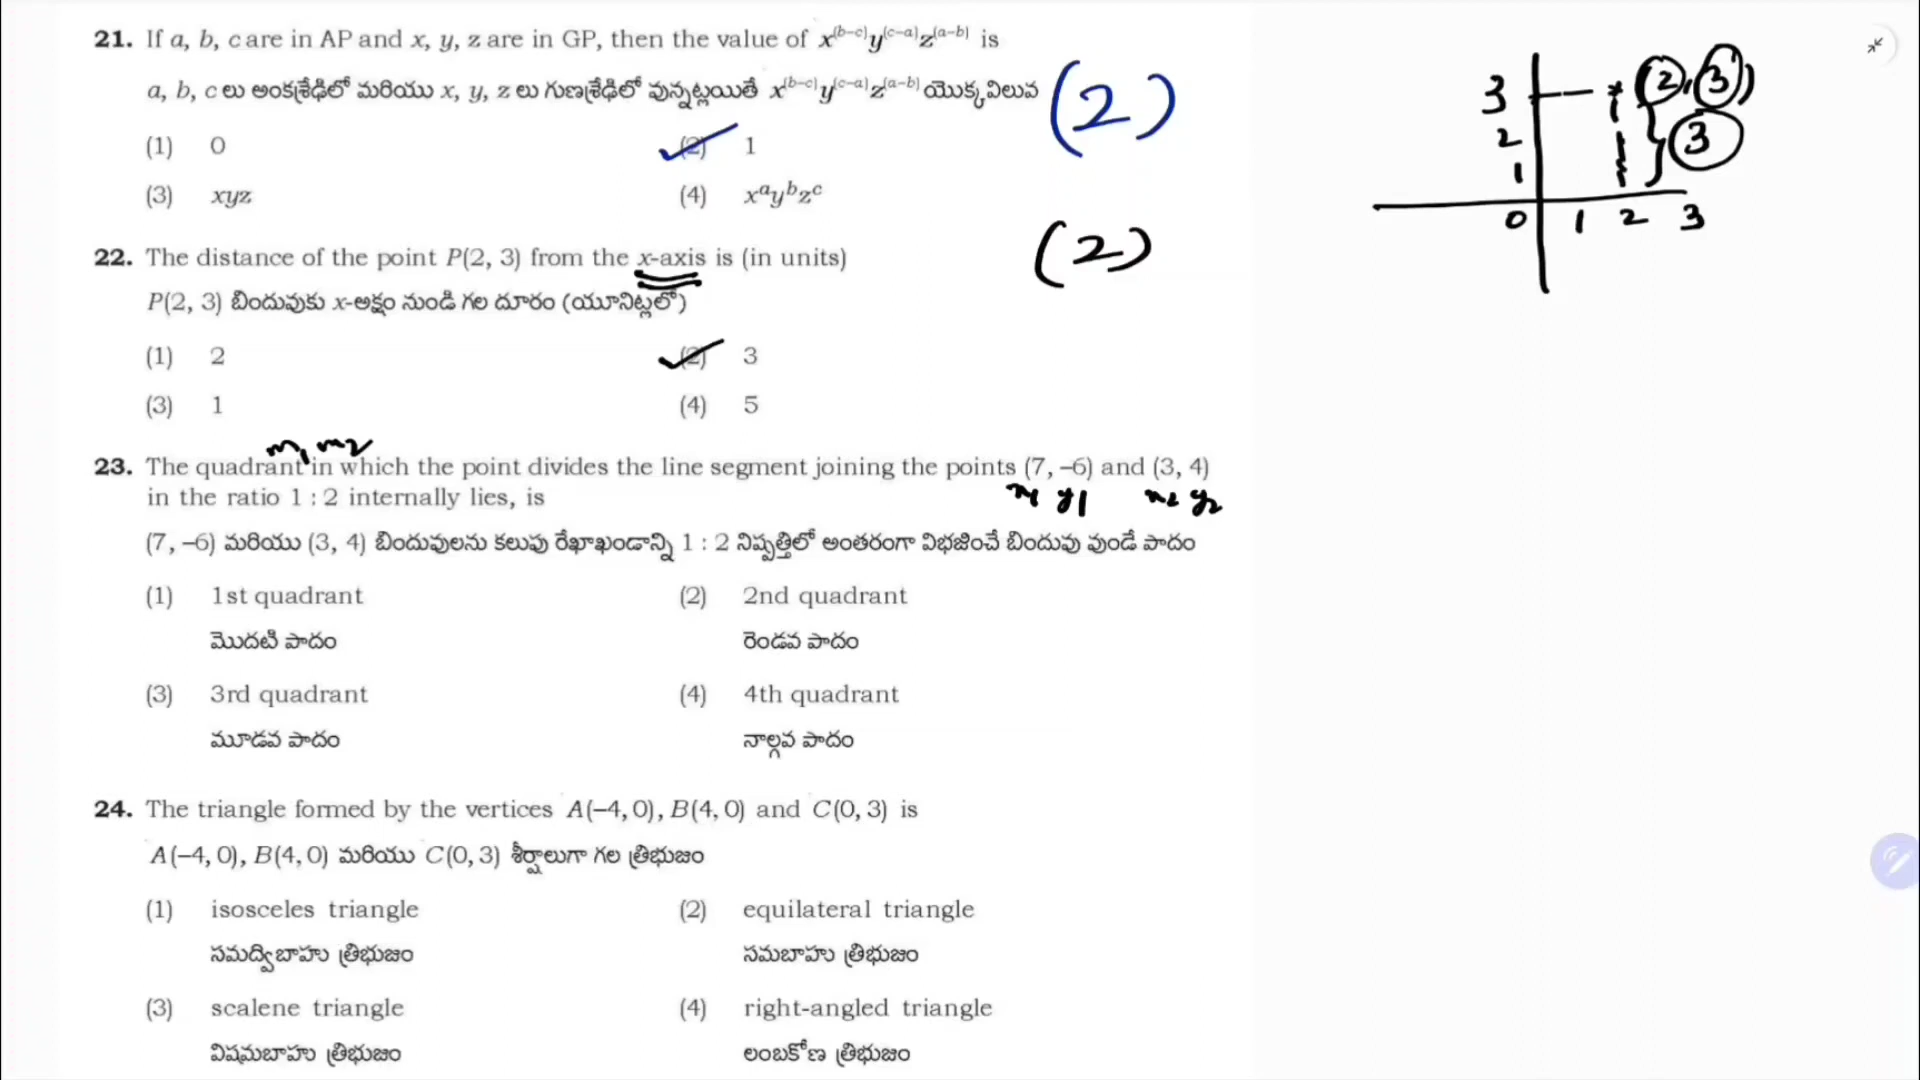 21. If a, b, c are in AP and x, y, z are in GP, then the value of x^(b−c)y^(c−a)z^(a−b) is
a, b, c లు అంకశ్రేఢిలో మరియు x, y, z లు గుణశ్రేఢిలో వున్నట్లయితే x^(b−c)y^(c−a)z^(a−b) యొక్క విలువ (2)
(1) 0 (2) 1
(3) xyz (4) x^a y^b z^c
3 (2, 3)
2 3
1
0 1 2 3
22. The distance of the point P(2, 3) from the x-axis is (in units) (2)
P(2, 3) బిందువుకు x-అక్షం నుండి గల దూరం (యూనిట్లలో)
(1) 2 (2) 3
(3) 1 (4) 5
m1 m2
23. The quadrant in which the point divides the line segment joining the points (7, −6) and (3, 4)
in the ratio 1 : 2 internally lies, is
x1 y1 x2 y2
(7, −6) మరియు (3, 4) బిందువులను కలుపు రేఖాఖండాన్ని 1 : 2 నిష్పత్తిలో అంతరంగా విభజించే బిందువు వుండే పాదం
(1) 1st quadrant (2) 2nd quadrant
మొదటి పాదం రెండవ పాదం
(3) 3rd quadrant (4) 4th quadrant
మూడవ పాదం నాల్గవ పాదం
24. The triangle formed by the vertices A(−4, 0), B(4, 0) and C(0, 3) is
A(−4, 0), B(4, 0) మరియు C(0, 3) శీర్షాలుగా గల త్రిభుజం
(1) isosceles triangle (2) equilateral triangle
సమద్విబాహు త్రిభుజం సమబాహు త్రిభుజం
(3) scalene triangle (4) right-angled triangle
విషమబాహు త్రిభుజం లంబకోణ త్రిభుజం